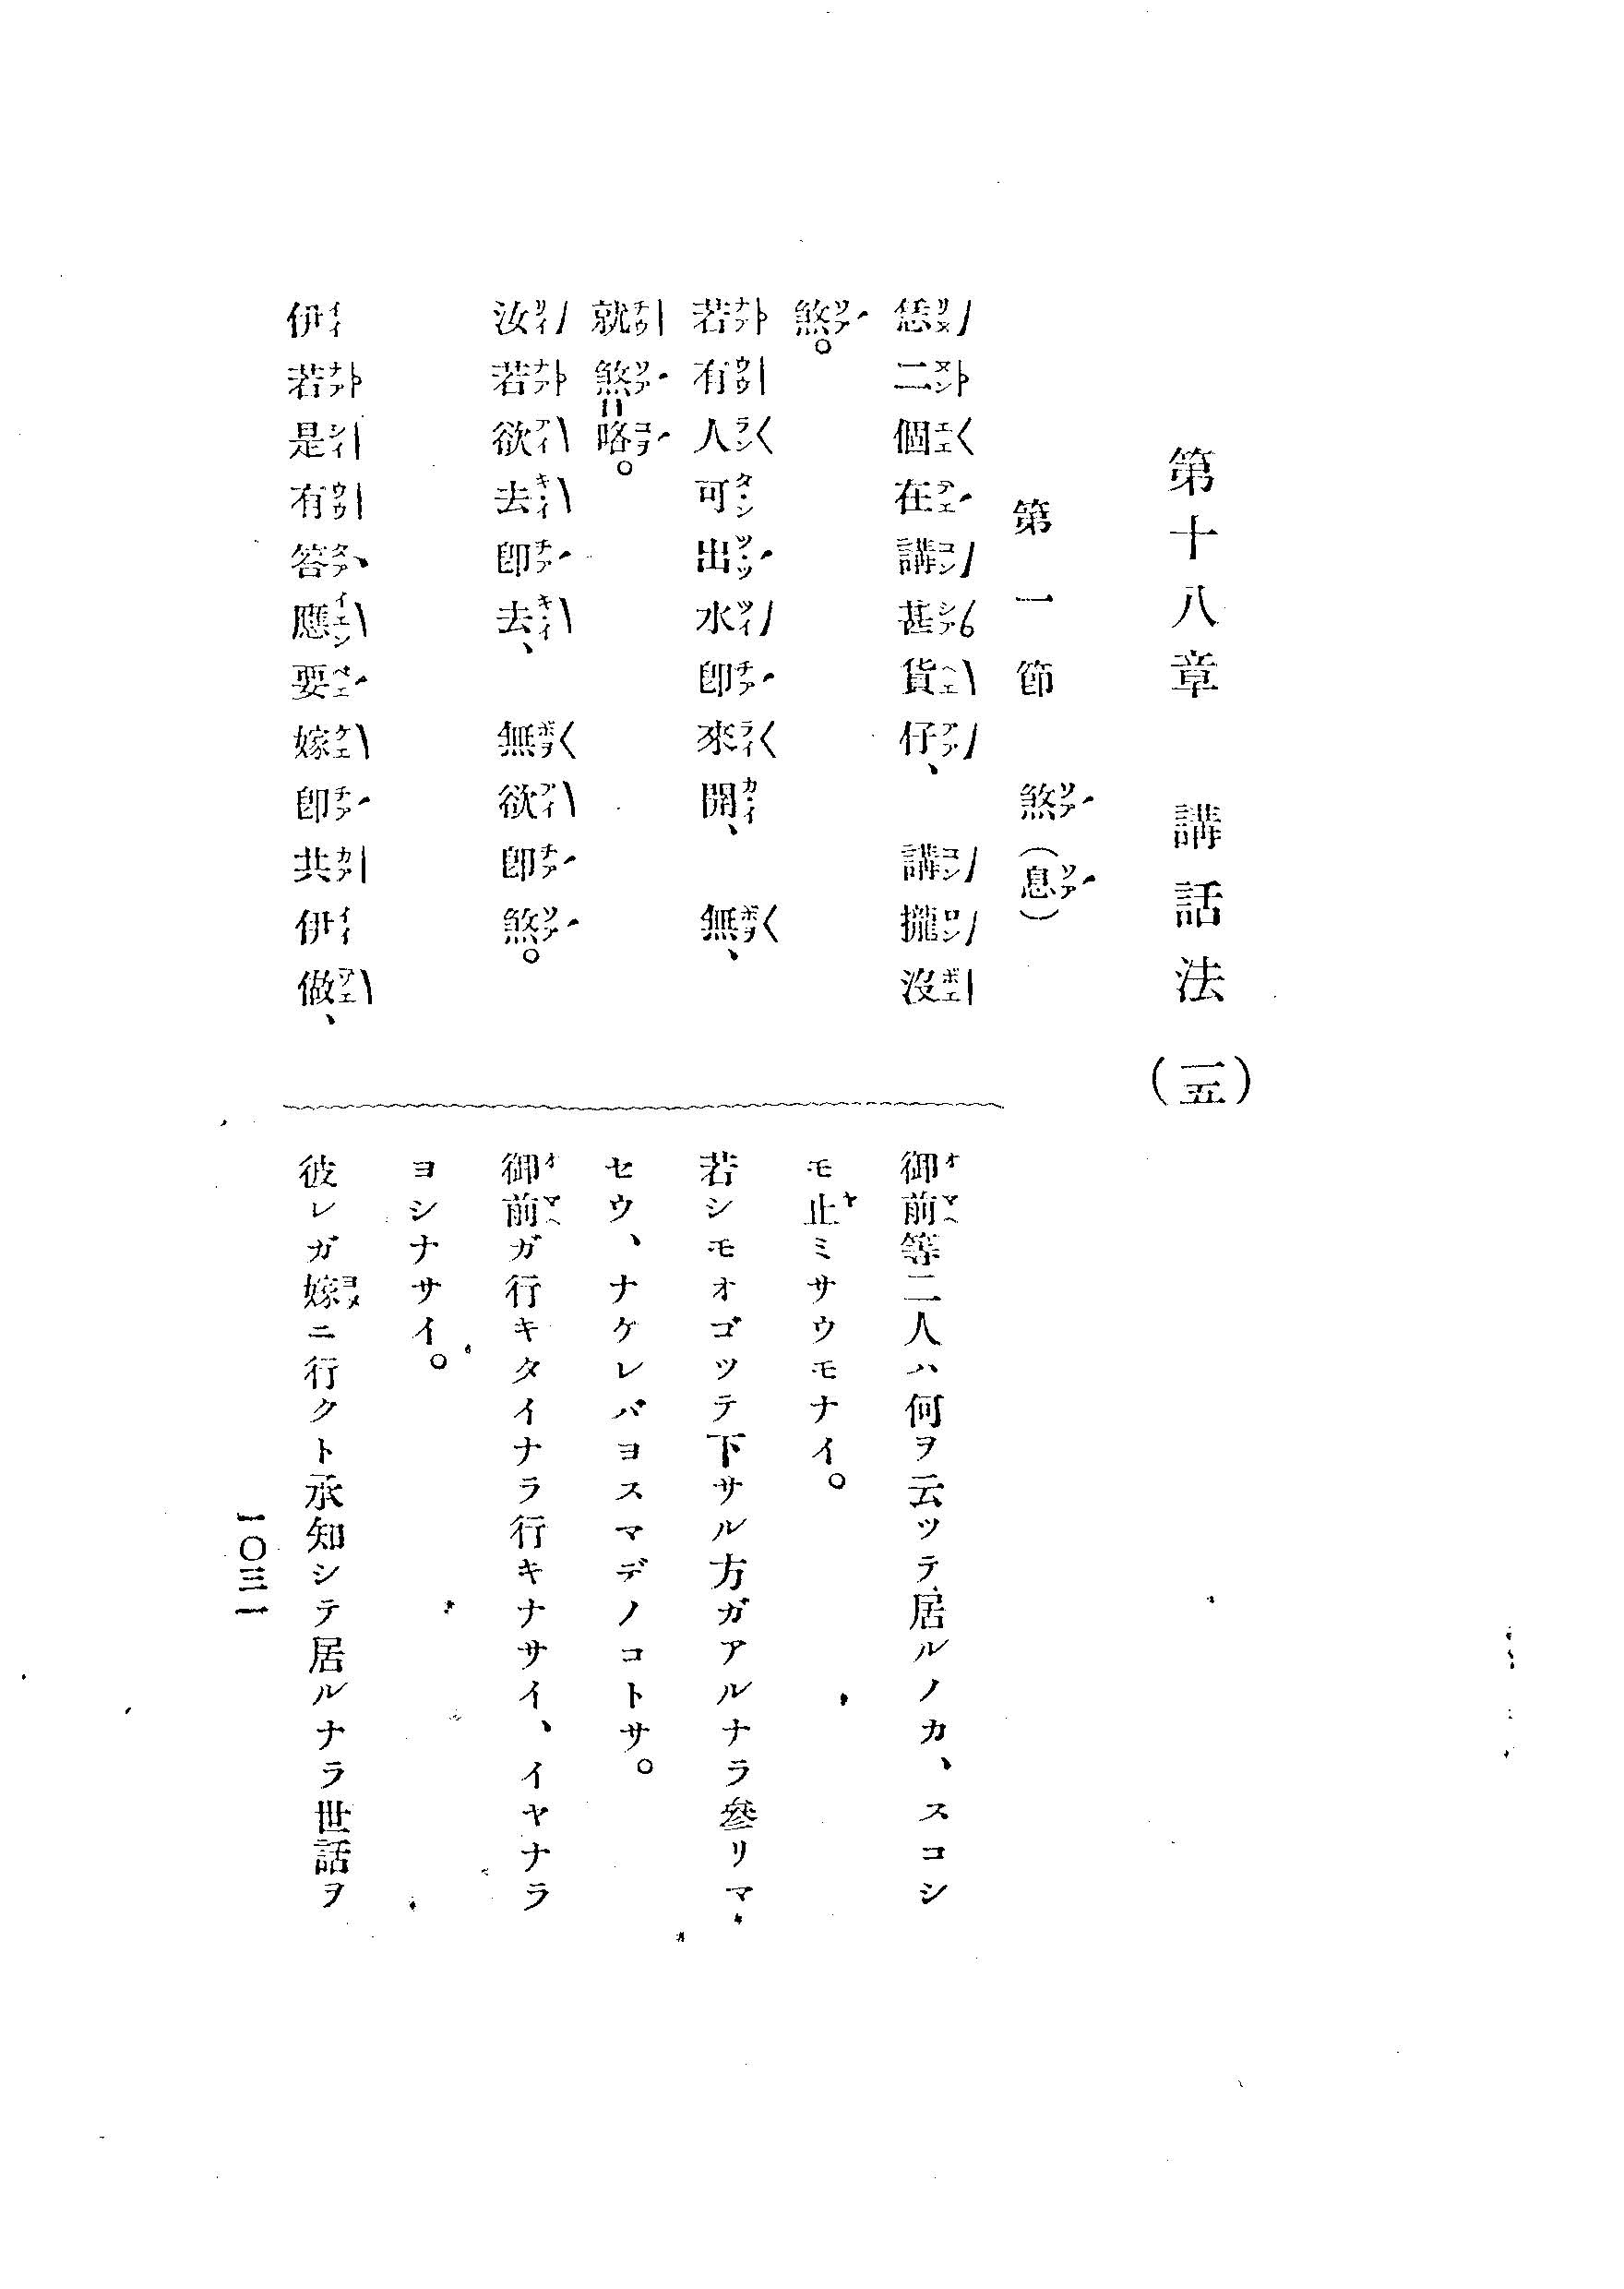 第十八章　講話法（一五）
第一節　煞（息）
恁二個在講甚貨仔、講攏沒
煞。
若有人可出水即來開、無、
就煞＝咯。
汝若欲去即去、無欲即煞。
伊若是有答應要嫁即共伊做、
御前等二人ハ何ヲ云ッテ居ルノカ、スコシ
モ止ミサウモナイ。
若シモオゴッテ下サル方ガアルナラ參リマ
セウ、ナケレバヨスマデノコトサ。
御前ガ行キタイナラ行キナサイ、イヤナラ
ヨシナサイ。
彼レガ嫁ニ行クト承知シテ居ルナラ世話ヲ
一〇三一